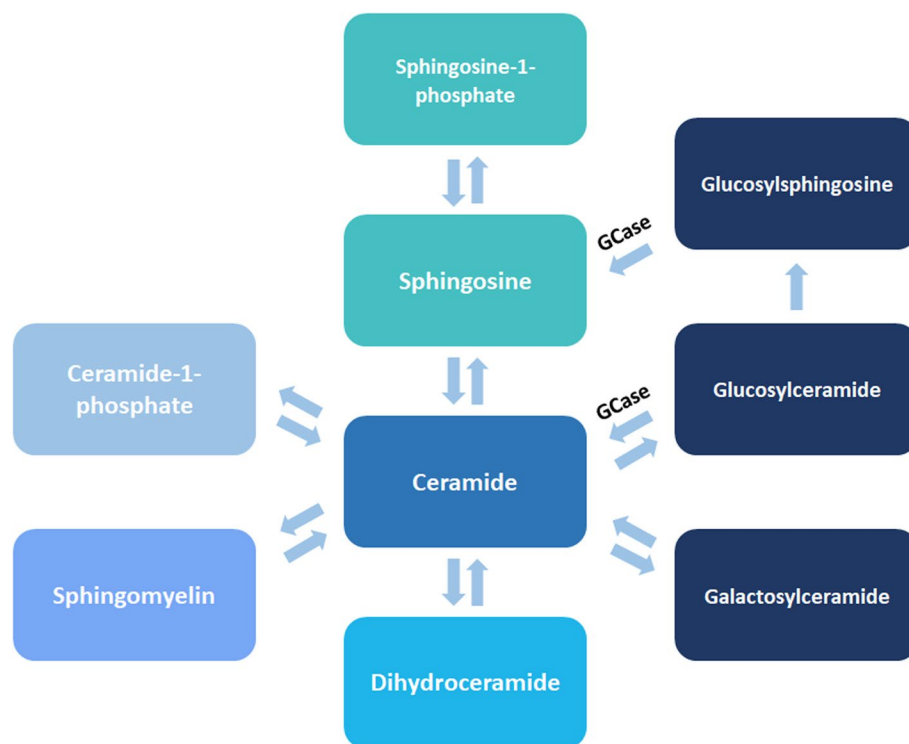 Sphingosine-1-
phosphate
Glucosylsphingosine
GCase
Sphingosine
Ceramide-1-
phosphate
Glucosylceramide
GCase
Ceramide
Sphingomyelin
Galactosylceramide
Dihydroceramide